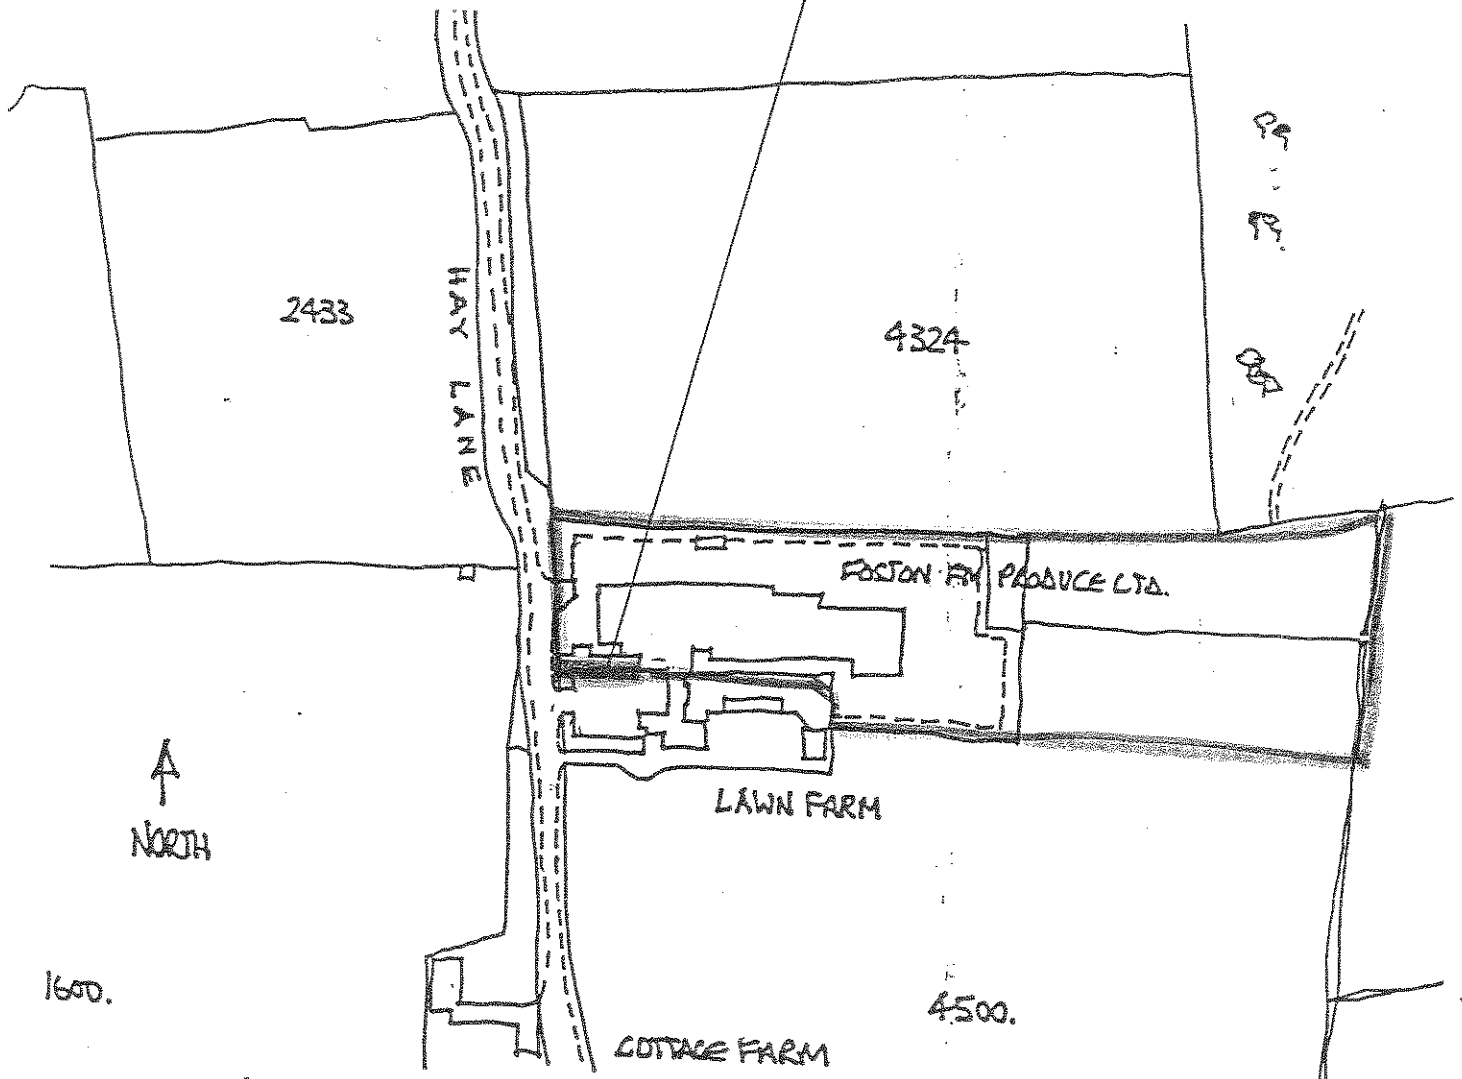 2433
HAY LANE
4324
FOSTON FM PRODUCE LTD.
LAWN FARM
NORTH
1600.
4500.
COTTAGE FARM